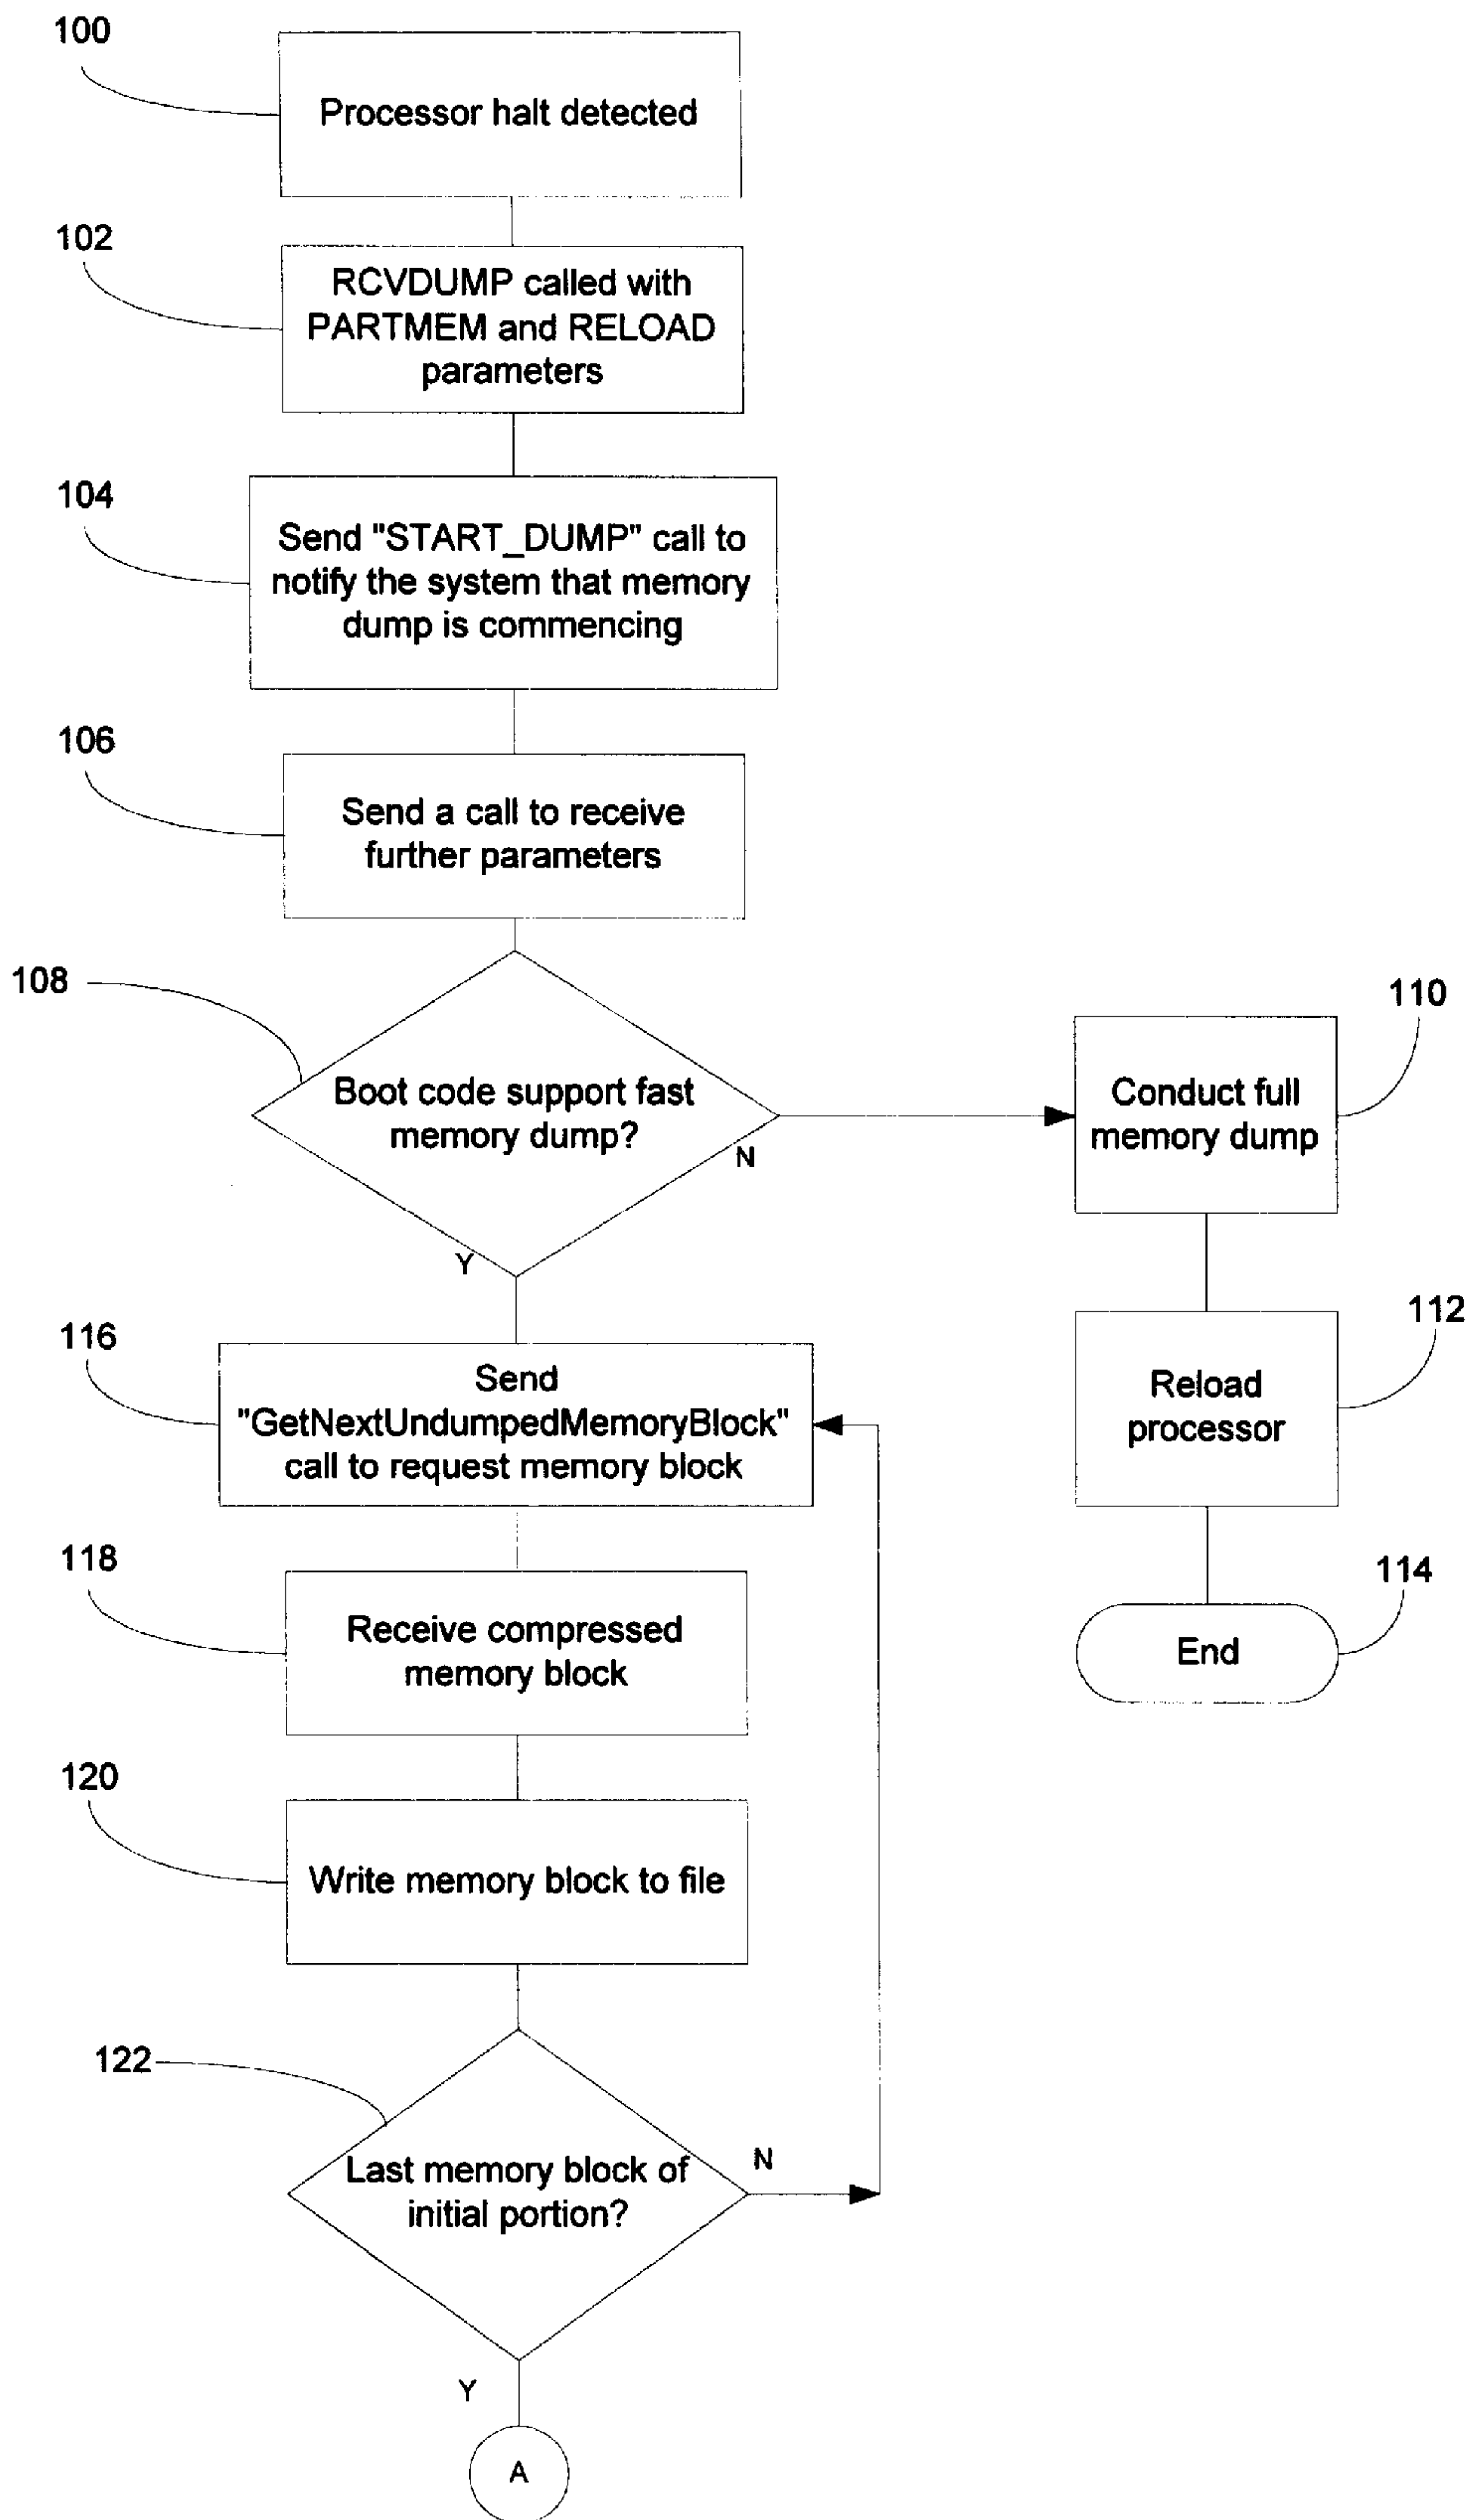 100
Processor halt detected
102
RCVDUMP called with
PARTMEM and RELOAD
parameters
104
Send "START_DUMP" call to
notify the system that memory
dump is commencing
106
Send a call to receive
further parameters
108
Boot code support fast
memory dump?
N
Y
110
Conduct full
memory dump
112
Reload
processor
114
End
116
Send
"GetNextUndumpedMemoryBlock"
call to request memory block
118
Receive compressed
memory block
120
Write memory block to file
122
Last memory block of
initial portion?
N
Y
A